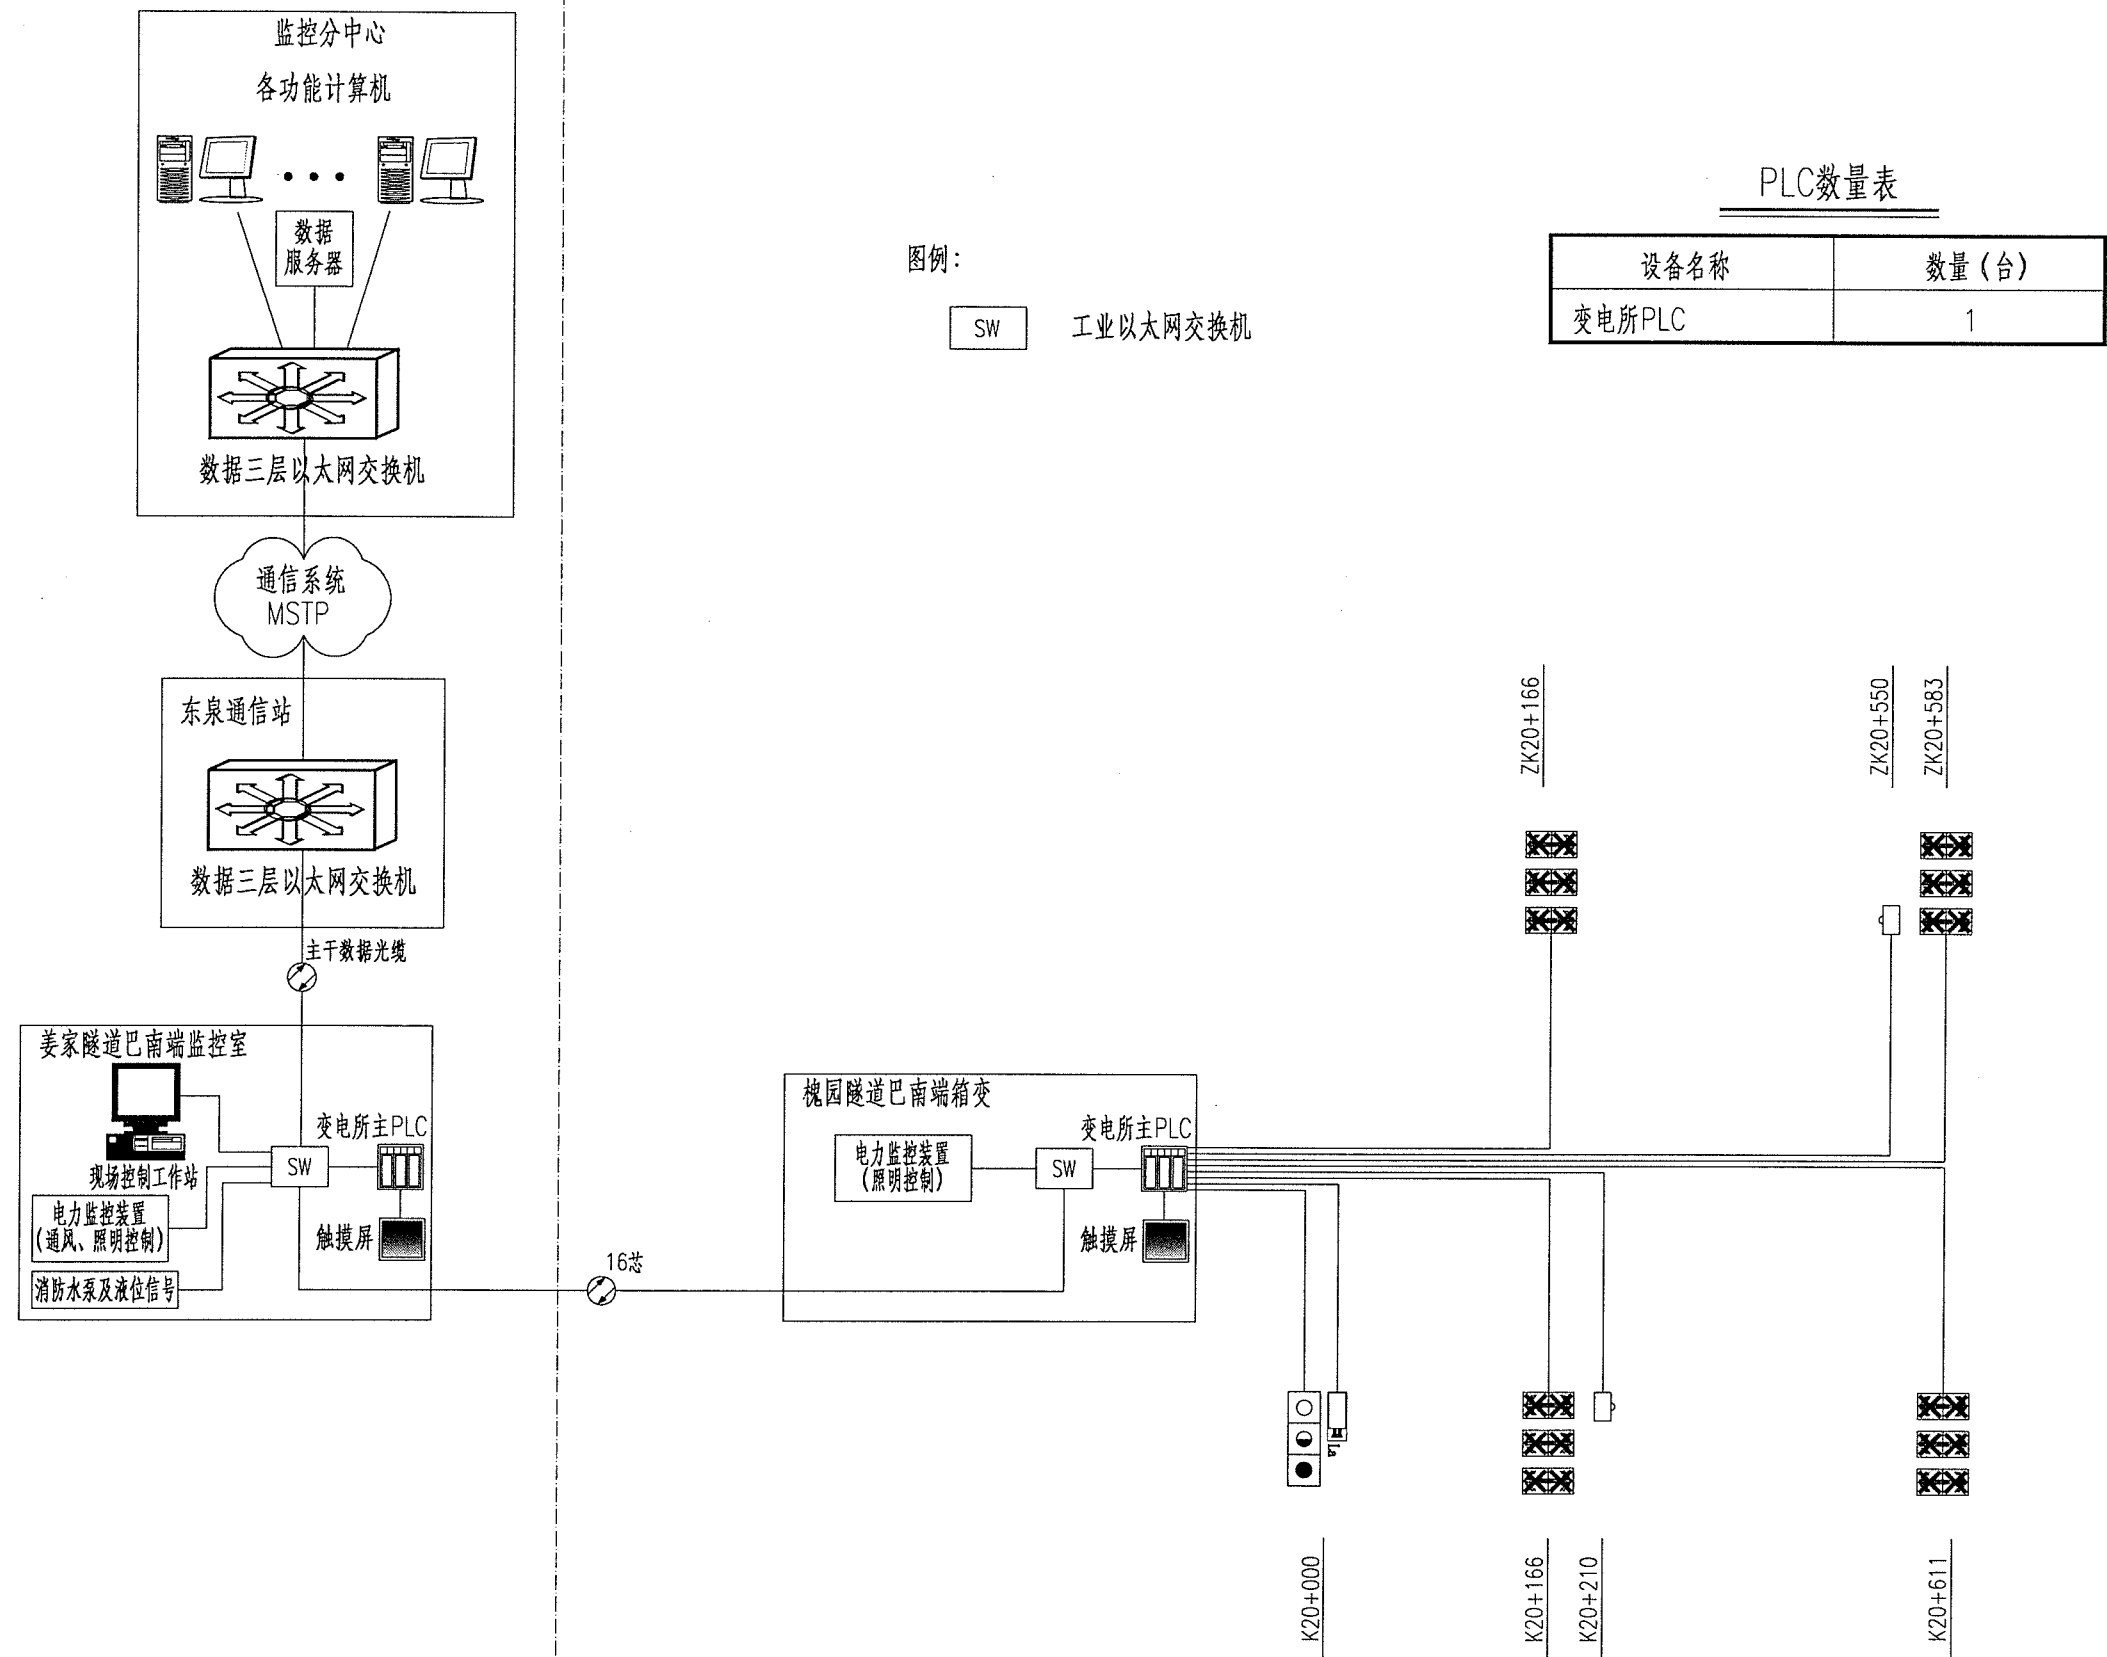 监控分中心
各功能计算机
数据
服务器
数据三层以太网交换机
通信系统
MSTP
东泉通信站
数据三层以太网交换机
主干数据光缆
姜家隧道巴南端监控室
变电所主PLC
SW
现场控制工作站
电力监控装置
(通风、照明控制)
触摸屏
消防水泵及液位信号
16芯
图例：
SW
工业以太网交换机
PLC数量表
设备名称
数量（台）
变电所PLC
1
槐园隧道巴南端箱变
变电所主PLC
电力监控装置
(照明控制)
SW
触摸屏
ZK20+166
ZK20+550
ZK20+583
La
K20+000
K20+166
K20+210
K20+611